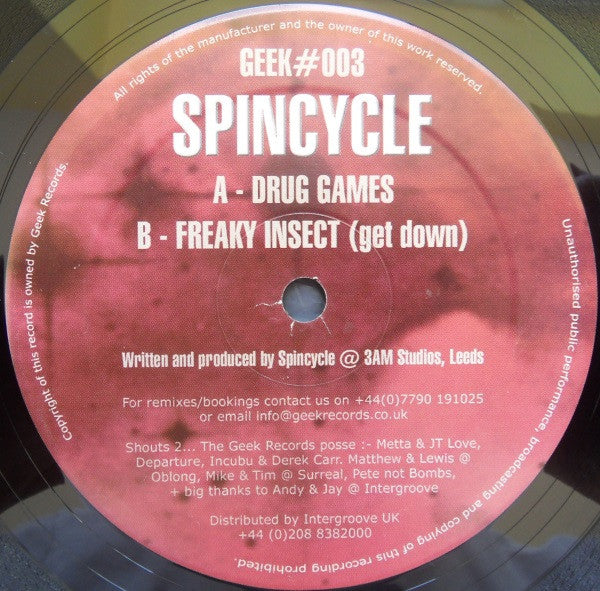 All rights of the manufacturer and the owner of this work reserved.
GEEK#003
SPINCYCLE
A - DRUG GAMES
B - FREAKY INSECT (get down)
Written and produced by Spincycle @ 3AM Studios, Leeds
For remixes/bookings contact us on +44(0)7790 191025
or email info@geekrecords.co.uk
Shouts 2... The Geek Records posse :- Metta & JT Love,
Departure, Incubu & Derek Carr. Matthew & Lewis @
Oblong, Mike & Tim @ Surreal, Pete not Bombs,
+ big thanks to Andy & Jay @ Intergroove
Distributed by Intergroove UK
+44 (0)208 8382000
Unauthorised public performance, broadcasting and copying of this recording prohibited.
Copyright of this record is owned by Geek Records.